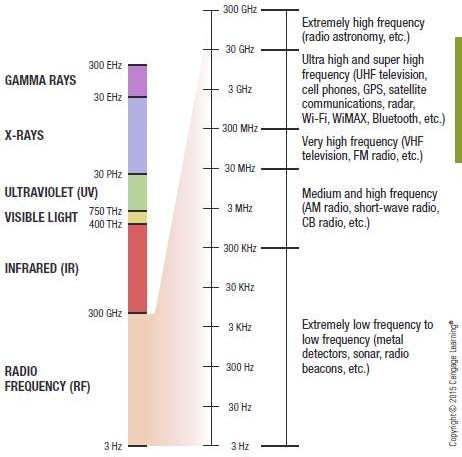 GAMMA RAYS
X-RAYS
ULTRAVIOLET (UV)
VISIBLE LIGHT
INFRARED (IR)
RADIO
FREQUENCY (RF)
300 EHz
30 EHz
30 PHz
750 THz
400 THz
300 GHz
3 Hz
300 GHz
30 GHz
3 GHz
300 MHz
30 MHz
3 MHz
300 KHz
30 KHz
3 KHz
300 Hz
30 Hz
3 Hz
Extremely high frequency
(radio astronomy, etc.)
Ultra high and super high
frequency (UHF television,
cell phones, GPS, satellite
communications, radar,
Wi-Fi, WiMAX, Bluetooth, etc.)
Very high frequency (VHF
television, FM radio, etc.)
Medium and high frequency
(AM radio, short-wave radio,
CB radio, etc.)
Extremely low frequency to
low frequency (metal
detectors, sonar, radio
beacons, etc.)
Copyright © 2015 Cengage Learning®